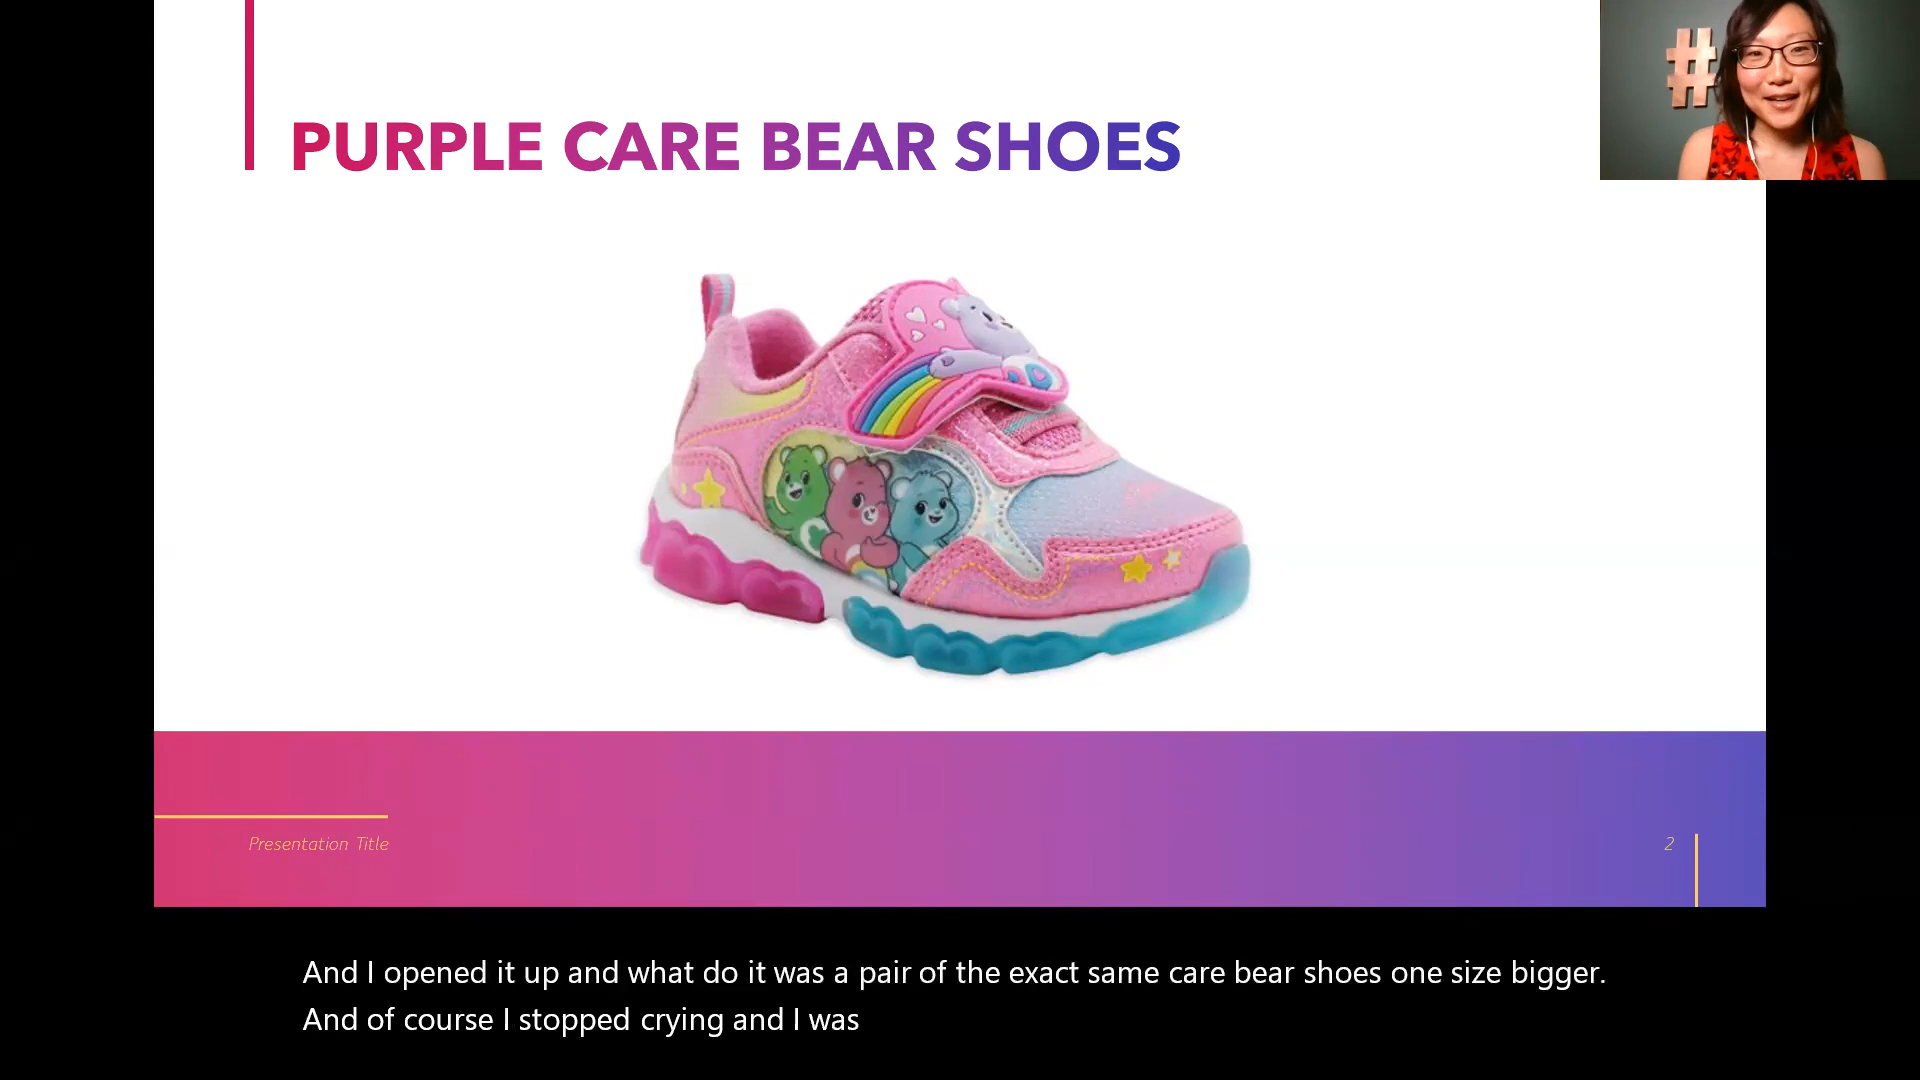 PURPLE CARE BEAR SHOES
#
Presentation Title
2
And I opened it up and what do it was a pair of the exact same care bear shoes one size bigger.
And of course I stopped crying and I was